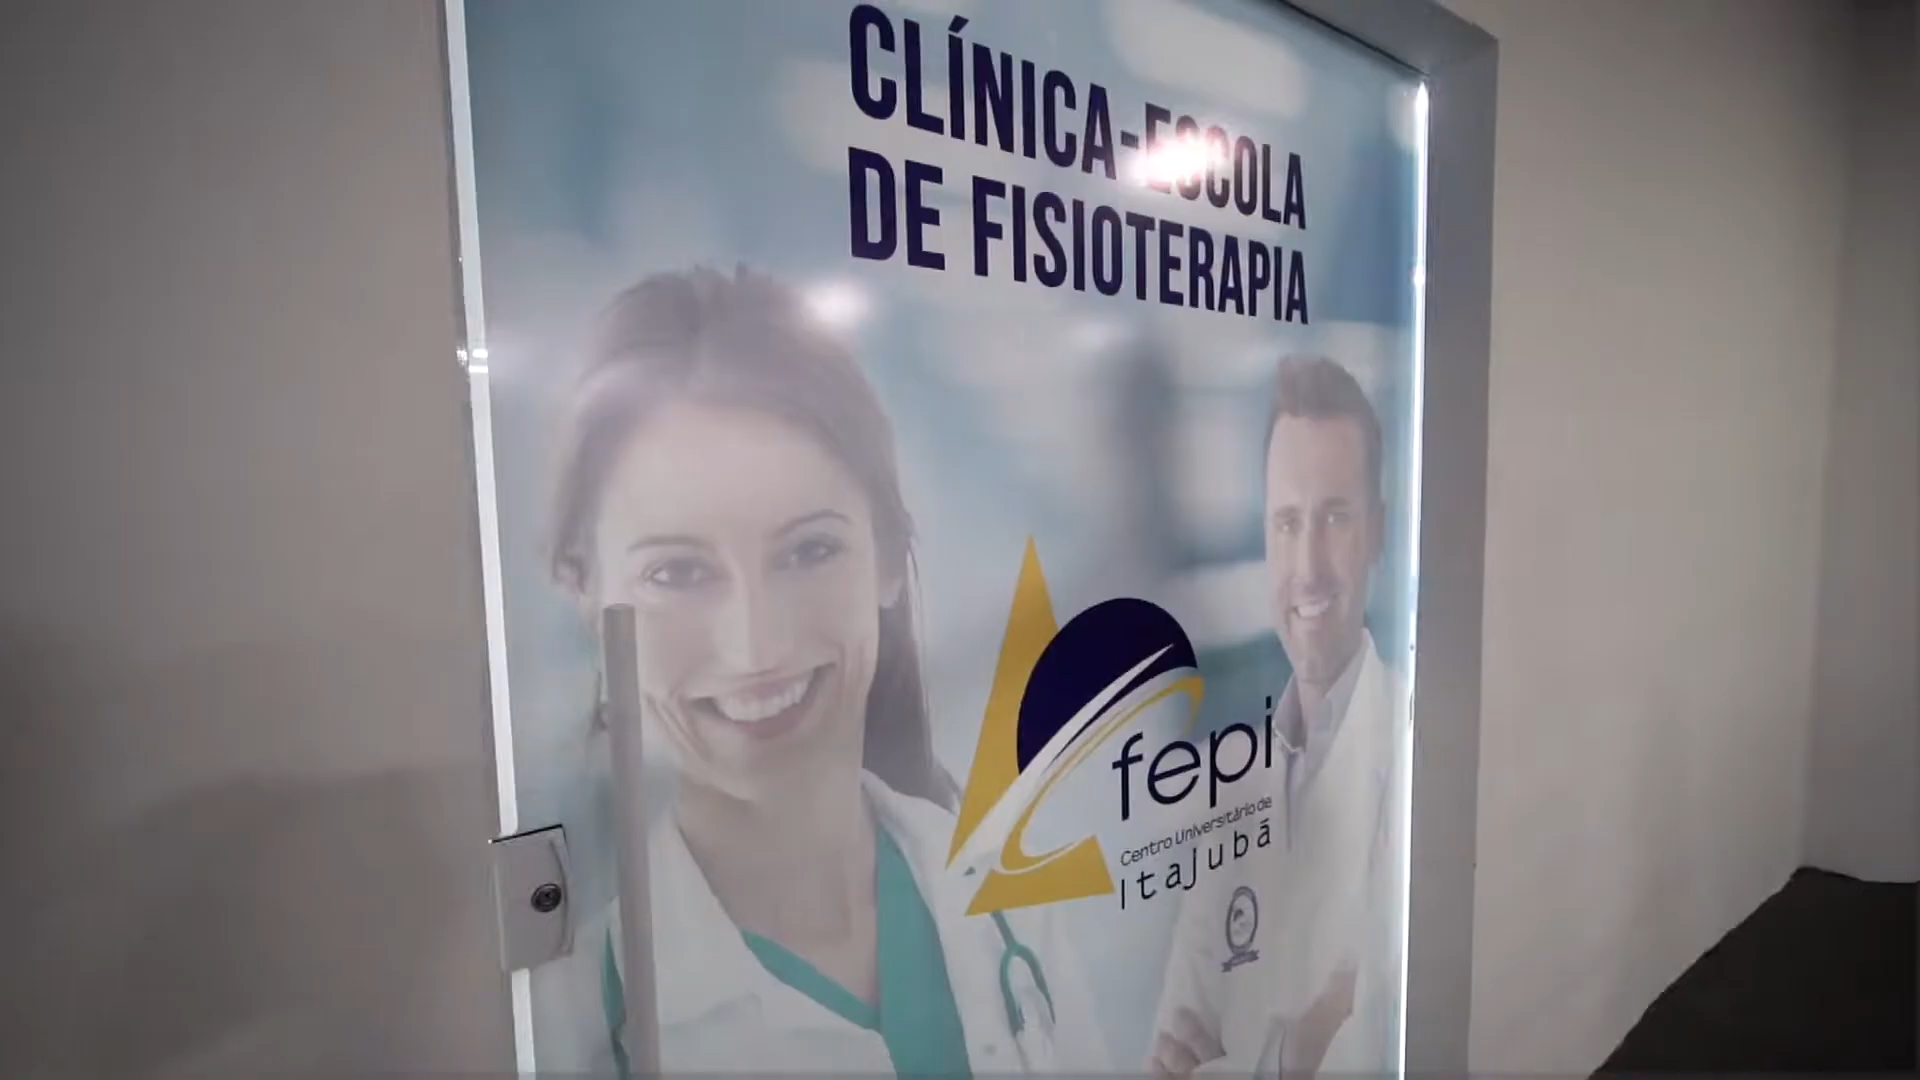 CLÍNICA-ESCOLA
DE FISIOTERAPIA
fepi
Centro Universitário de
Itajubá